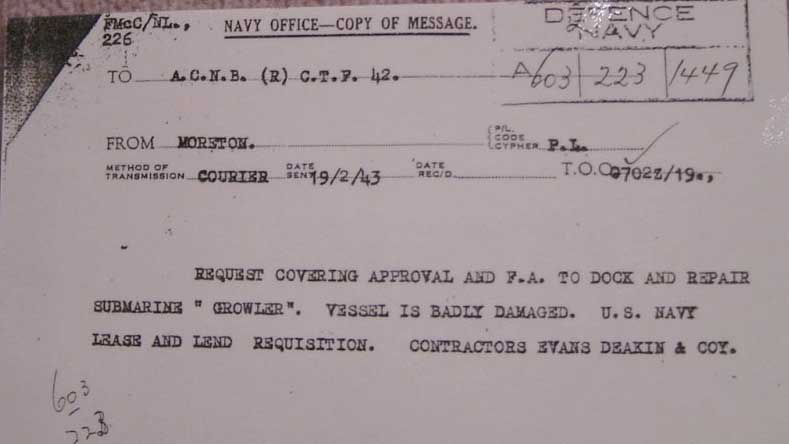 FMcC/NL.,
226
NAVY OFFICE—COPY OF MESSAGE.
DEFENCE
NAVY
A603 223 1449
TO A.C.N.B. (R) C.T.F. 42.
FROM MORETON.
P/L.
CODE
CYPHER P.L.
METHOD OF TRANSMISSION COURIER DATE SENT 19/2/43 DATE REC/D. T.O.O. 0702Z/19.,
REQUEST COVERING APPROVAL AND F.A. TO DOCK AND REPAIR
SUBMARINE " GROWLER". VESSEL IS BADLY DAMAGED. U.S. NAVY
LEASE AND LEND REQUISITION. CONTRACTORS EVANS DEAKIN & COY.
603
223